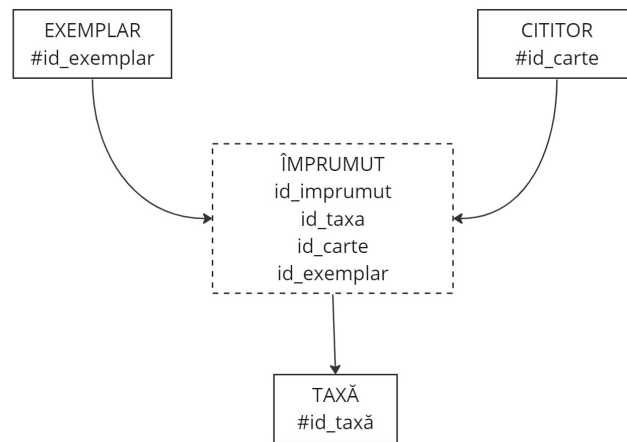 EXEMPLAR
#id_exemplar
CITITOR
#id_carte
ÎMPRUMUT
id_imprumut
id_taxa
id_carte
id_exemplar
TAXĂ
#id_taxă